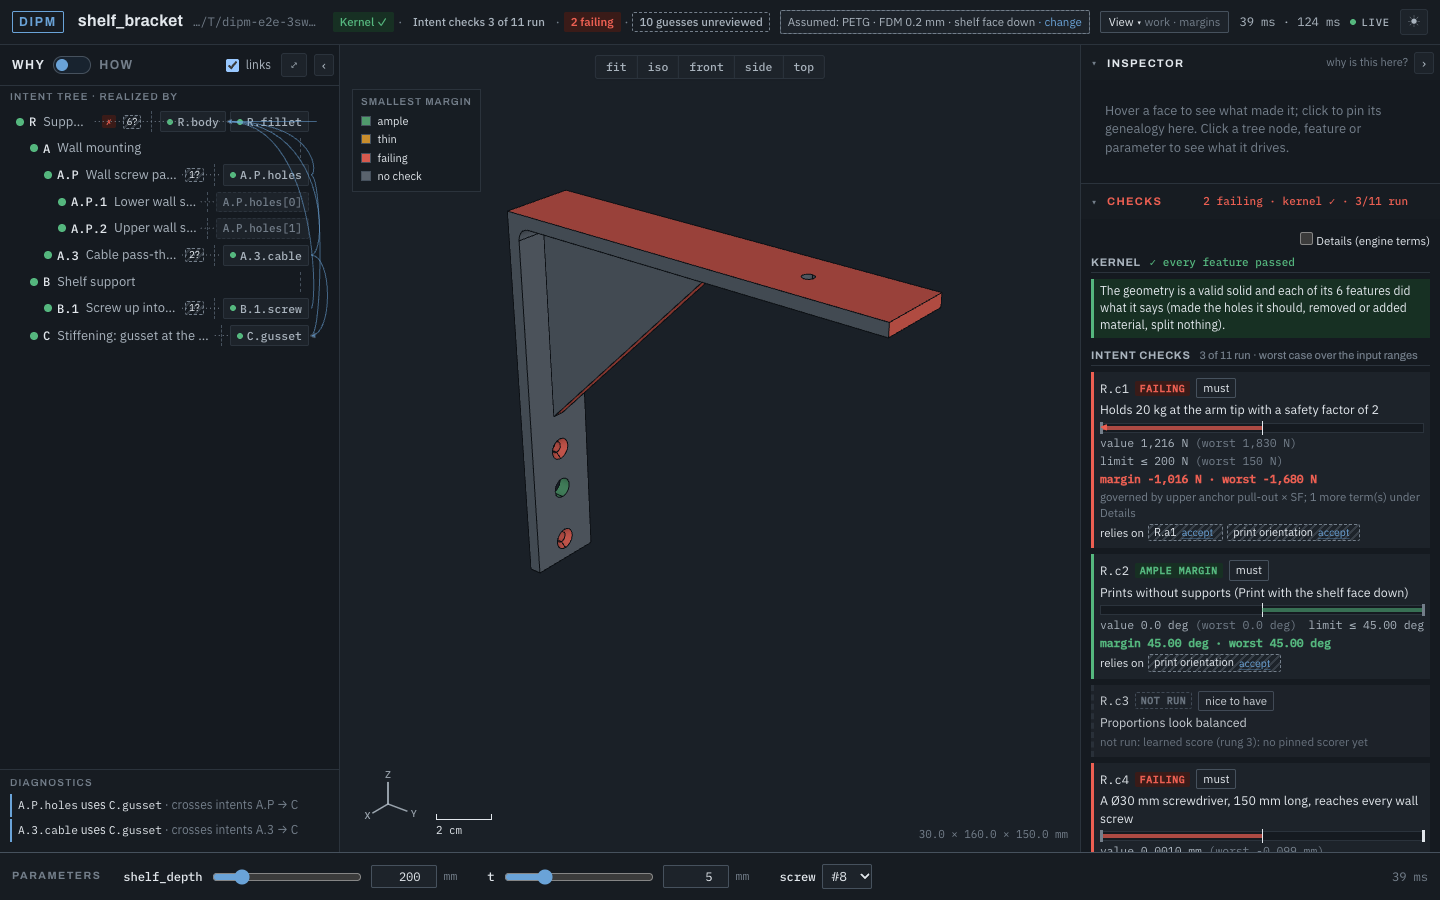 DIPM shelf_bracket …/T/dipm-e2e-3sw… Kernel ✓ · Intent checks 3 of 11 run · 2 failing · 10 guesses unreviewed Assumed: PETG · FDM 0.2 mm · shelf face down · change View • work · margins 39 ms · 124 ms LIVE
WHY HOW links
INTENT TREE · REALIZED BY
R Supp… 6? R.body R.fillet
A Wall mounting
A.P Wall screw pa… 1? A.P.holes
A.P.1 Lower wall s… A.P.holes[0]
A.P.2 Upper wall s… A.P.holes[1]
A.3 Cable pass-th… 2? A.3.cable
B Shelf support
B.1 Screw up into… 1? B.1.screw
C Stiffening: gusset at the … C.gusset
DIAGNOSTICS
A.P.holes uses C.gusset · crosses intents A.P → C
A.3.cable uses C.gusset · crosses intents A.3 → C
fit iso front side top
SMALLEST MARGIN
ample
thin
failing
no check
Z
X Y
2 cm
30.0 × 160.0 × 150.0 mm
INSPECTOR why is this here?
Hover a face to see what made it; click to pin its
genealogy here. Click a tree node, feature or
parameter to see what it drives.
CHECKS 2 failing · kernel ✓ · 3/11 run
Details (engine terms)
KERNEL ✓ every feature passed
The geometry is a valid solid and each of its 6 features did
what it says (made the holes it should, removed or added
material, split nothing).
INTENT CHECKS 3 of 11 run · worst case over the input ranges
R.c1 FAILING must
Holds 20 kg at the arm tip with a safety factor of 2
value 1,216 N (worst 1,830 N)
limit ≤ 200 N (worst 150 N)
margin -1,016 N · worst -1,680 N
governed by upper anchor pull-out × SF; 1 more term(s) under
Details
relies on R.a1 accept print orientation accept
R.c2 AMPLE MARGIN must
Prints without supports (Print with the shelf face down)
value 0.0 deg (worst 0.0 deg) limit ≤ 45.00 deg
margin 45.00 deg · worst 45.00 deg
relies on print orientation accept
R.c3 NOT RUN nice to have
Proportions look balanced
not run: learned score (rung 3): no pinned scorer yet
R.c4 FAILING must
A Ø30 mm screwdriver, 150 mm long, reaches every wall
screw
value 0.0010 mm (worst -0.099 mm)
PARAMETERS shelf_depth 200 mm t 5 mm screw #8 39 ms